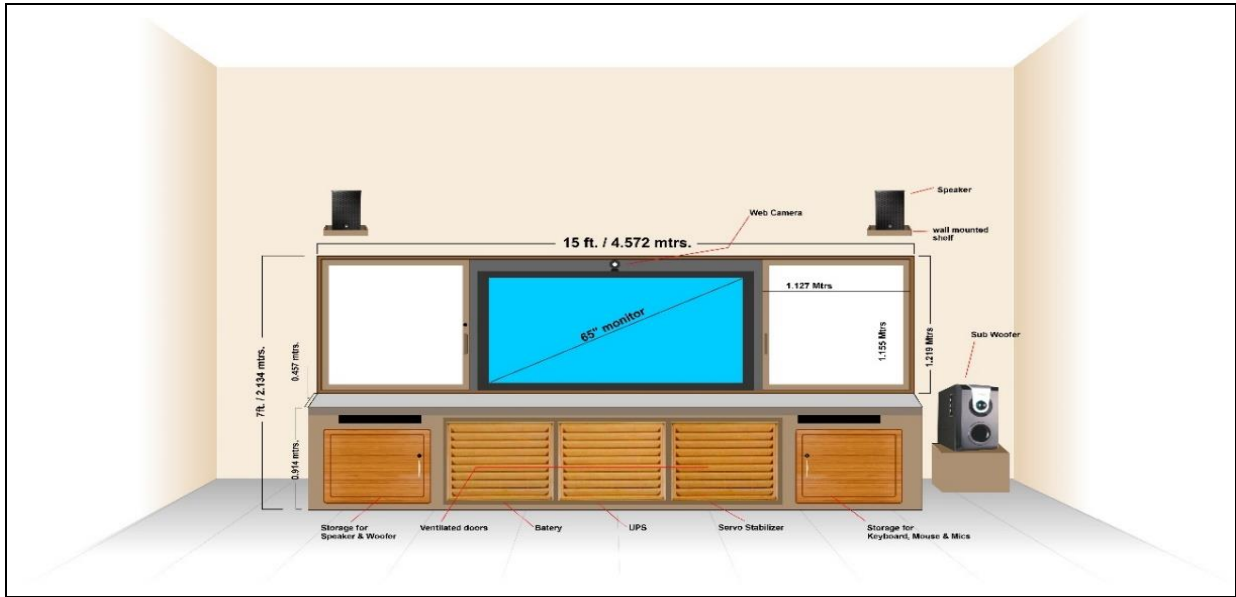 Speaker
Web Camera
wall mounted
shelf
15 ft. / 4.572 mtrs.
1.127 Mtrs
65" monitor
1.155 Mtrs
1.219 Mtrs
Sub Woofer
0.457 mtrs.
7ft. / 2.134 mtrs.
0.914 mtrs.
Storage for
Speaker & Woofer
Ventilated doors
Batery
UPS
Servo Stabilizer
Storage for
Keyboard, Mouse & Mics